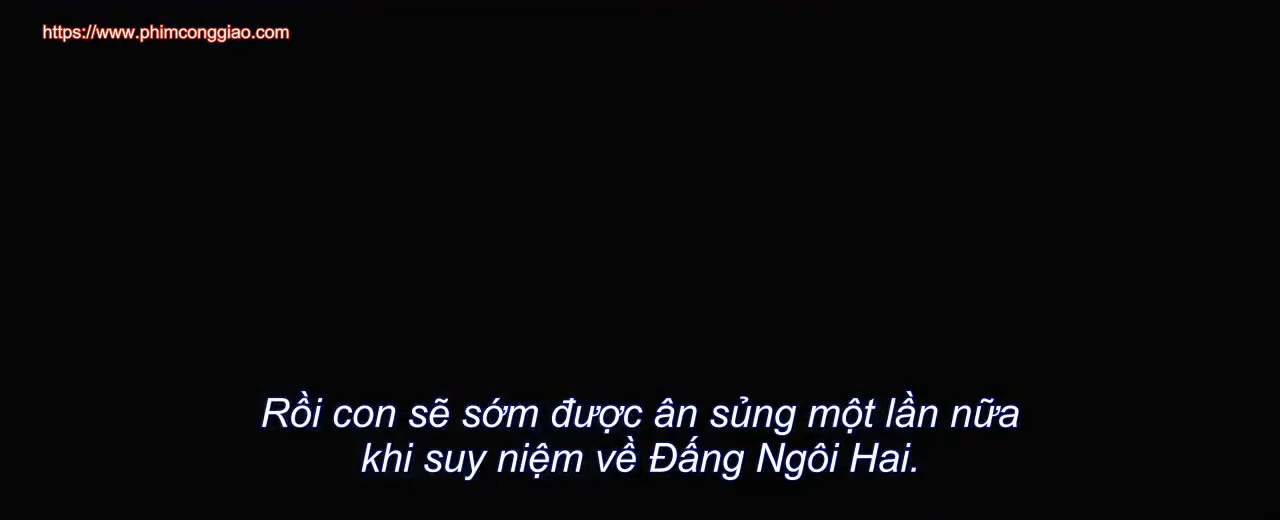 https://www.phimconggiao.com
Rồi con sẽ sớm được ân sủng một lần nữa
khi suy niệm về Đấng Ngôi Hai.